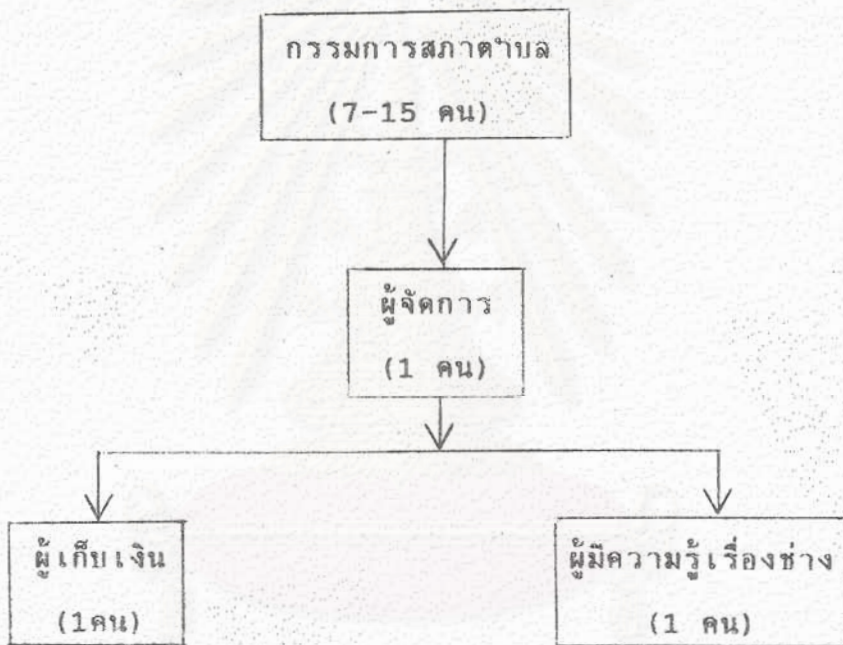 กรรมการสภาตำบล
(7-15 คน)
ผู้จัดการ
(1 คน)
ผู้เก็บเงิน
(1คน)
ผู้มีความรู้เรื่องช่าง
(1 คน)